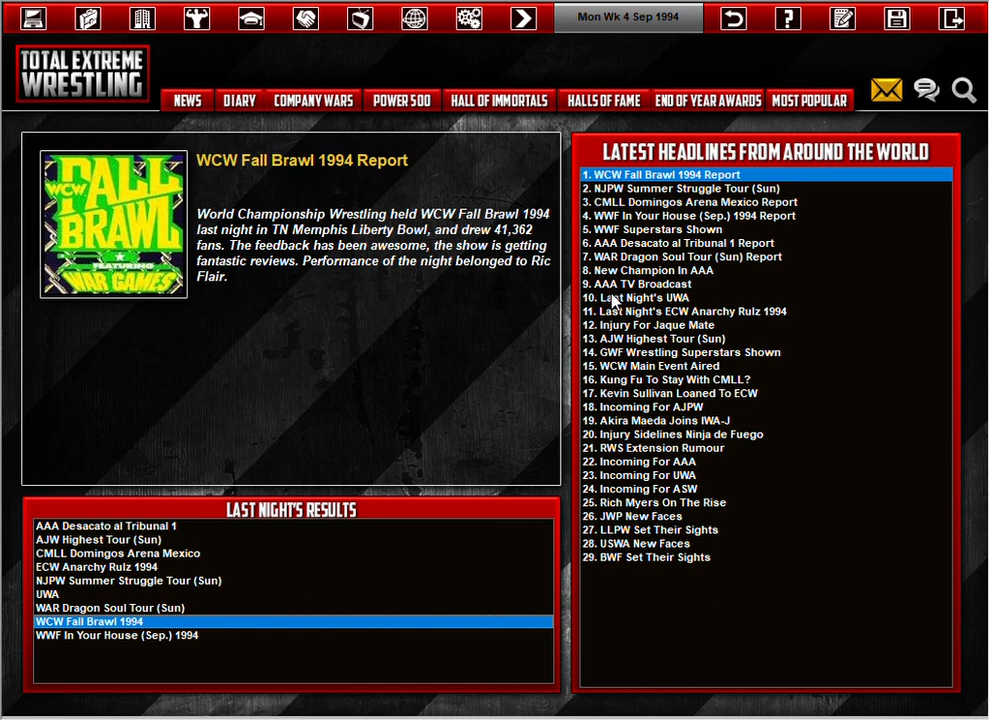 Mon Wk 4 Sep 1994
TOTAL EXTREME
WRESTLING
NEWS
DIARY
COMPANY WARS
POWER 500
HALL OF IMMORTALS
HALLS OF FAME
END OF YEAR AWARDS
MOST POPULAR
WCW
FALL
BRAWL
FEATURING
WAR GAMES
WCW Fall Brawl 1994 Report
World Championship Wrestling held WCW Fall Brawl 1994
last night in TN Memphis Liberty Bowl, and drew 41,362
fans. The feedback has been awesome, the show is getting
fantastic reviews. Performance of the night belonged to Ric
Flair.
LAST NIGHT'S RESULTS
AAA Desacato al Tribunal 1
AJW Highest Tour (Sun)
CMLL Domingos Arena Mexico
ECW Anarchy Rulz 1994
NJPW Summer Struggle Tour (Sun)
UWA
WAR Dragon Soul Tour (Sun)
WCW Fall Brawl 1994
WWF In Your House (Sep.) 1994
LATEST HEADLINES FROM AROUND THE WORLD
1. WCW Fall Brawl 1994 Report
2. NJPW Summer Struggle Tour (Sun)
3. CMLL Domingos Arena Mexico Report
4. WWF In Your House (Sep.) 1994 Report
5. WWF Superstars Shown
6. AAA Desacato al Tribunal 1 Report
7. WAR Dragon Soul Tour (Sun) Report
8. New Champion In AAA
9. AAA TV Broadcast
10. Last Night's UWA
11. Last Night's ECW Anarchy Rulz 1994
12. Injury For Jaque Mate
13. AJW Highest Tour (Sun)
14. GWF Wrestling Superstars Shown
15. WCW Main Event Aired
16. Kung Fu To Stay With CMLL?
17. Kevin Sullivan Loaned To ECW
18. Incoming For AJPW
19. Akira Maeda Joins IWA-J
20. Injury Sidelines Ninja de Fuego
21. RWS Extension Rumour
22. Incoming For AAA
23. Incoming For UWA
24. Incoming For ASW
25. Rich Myers On The Rise
26. JWP New Faces
27. LLPW Set Their Sights
28. USWA New Faces
29. BWF Set Their Sights